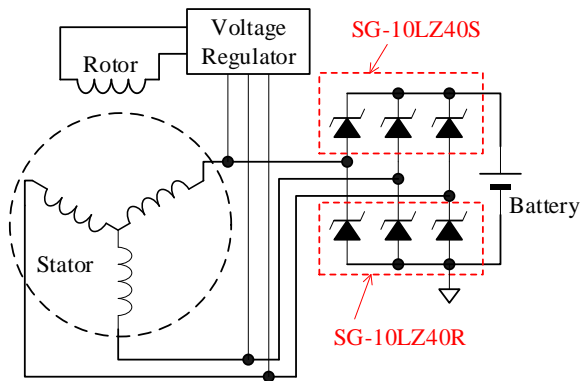 Voltage
Regulator
SG-10LZ40S
Rotor
Battery
Stator
SG-10LZ40R